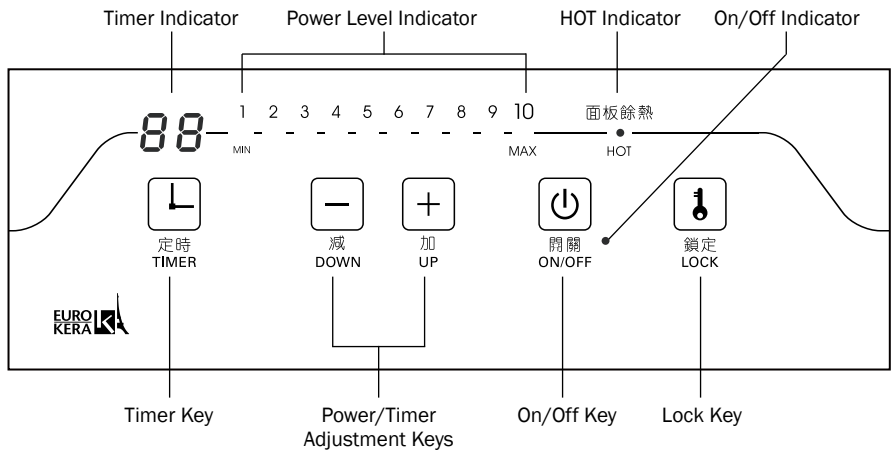 Timer Indicator
Power Level Indicator
HOT Indicator
On/Off Indicator
88
1 2 3 4 5 6 7 8 9 10
面板餘熱
MIN
MAX
HOT
定時
TIMER
減
DOWN
加
UP
開關
ON/OFF
鎖定
LOCK
EURO
KERA
K
Timer Key
Power/Timer
Adjustment Keys
On/Off Key
Lock Key